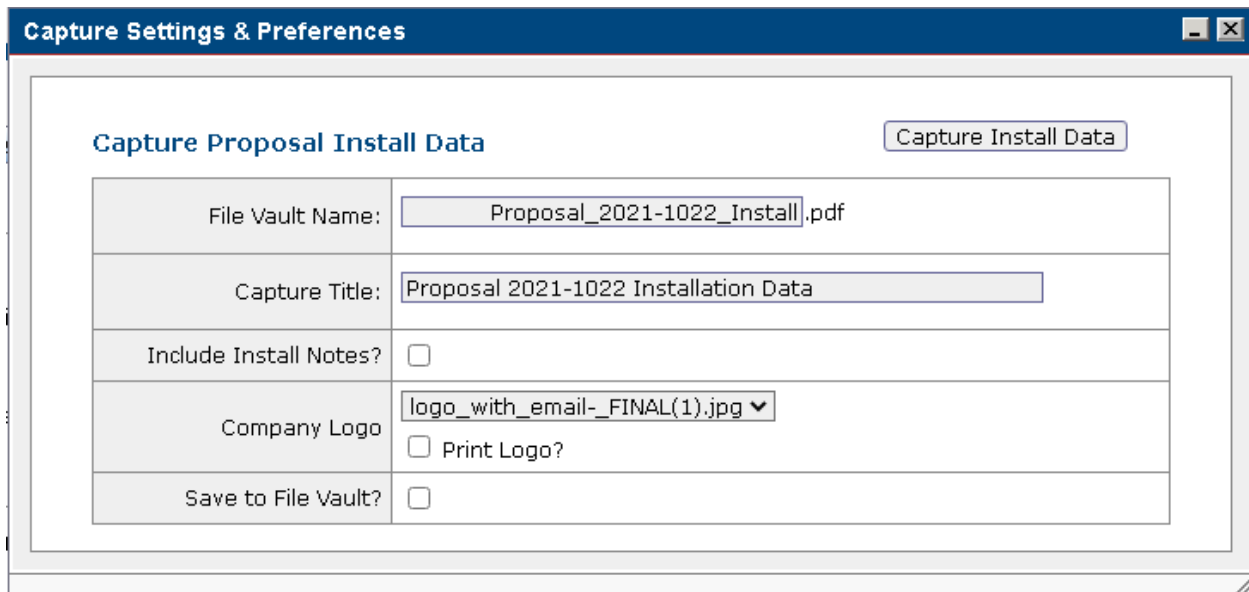 Capture Settings & Preferences
Capture Proposal Install Data
Capture Install Data
File Vault Name: Proposal_2021-1022_Install .pdf
Capture Title: Proposal 2021-1022 Installation Data
Include Install Notes?
Company Logo
logo_with_email-_FINAL(1).jpg
Print Logo?
Save to File Vault?